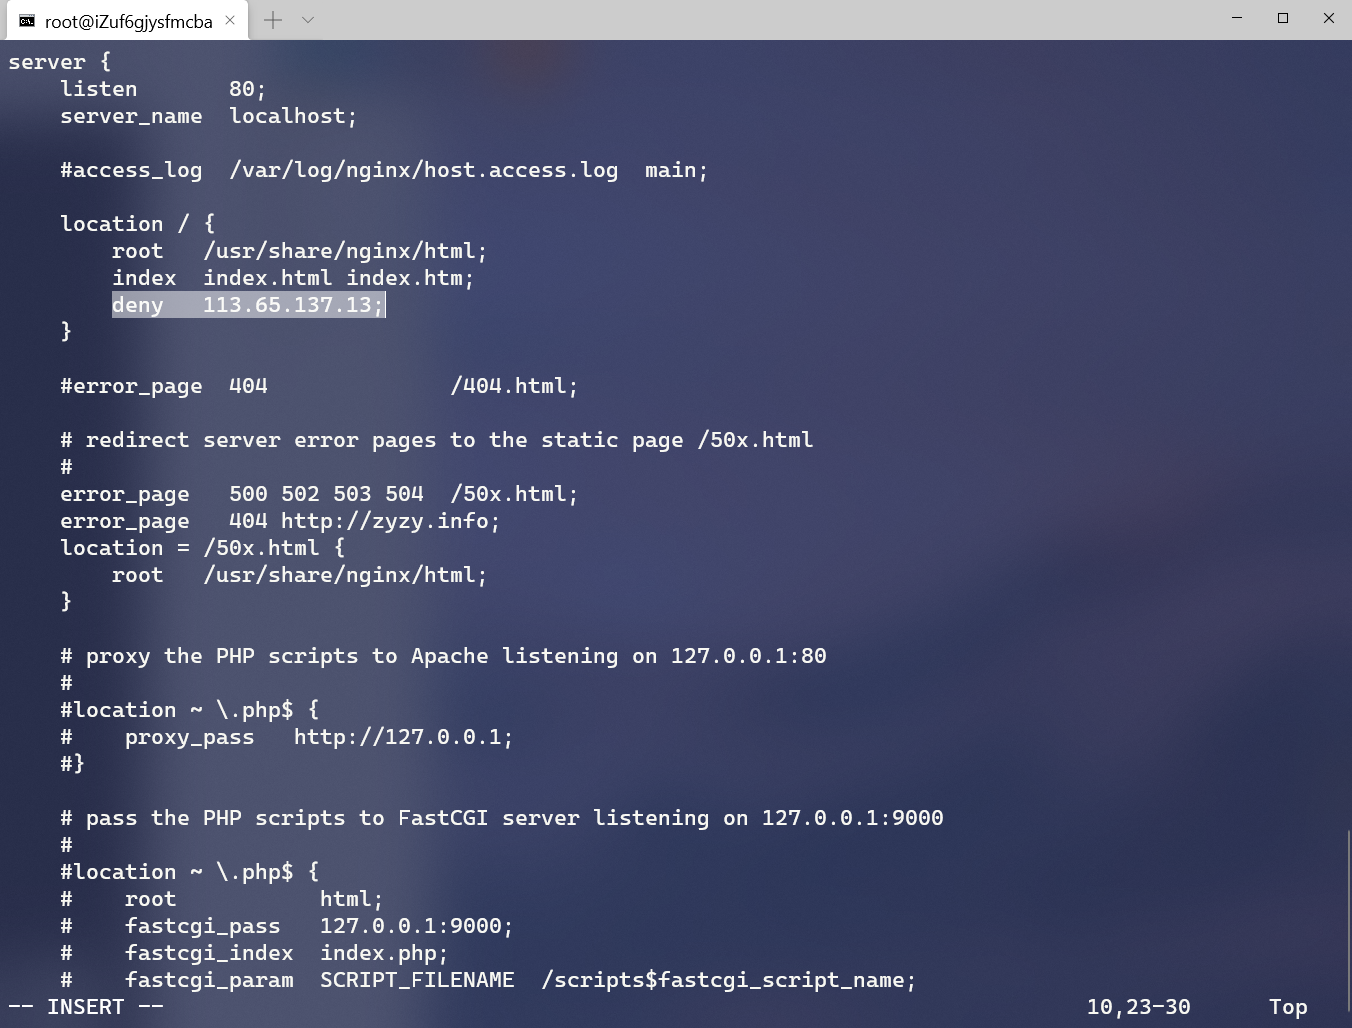 root@iZuf6gjysfmcba
server {
    listen       80;
    server_name  localhost;

    #access_log  /var/log/nginx/host.access.log  main;

    location / {
        root   /usr/share/nginx/html;
        index  index.html index.htm;
        deny   113.65.137.13;
    }

    #error_page  404              /404.html;

    # redirect server error pages to the static page /50x.html
    #
    error_page   500 502 503 504  /50x.html;
    error_page   404 http://zyzy.info;
    location = /50x.html {
        root   /usr/share/nginx/html;
    }

    # proxy the PHP scripts to Apache listening on 127.0.0.1:80
    #
    #location ~ \.php$ {
    #    proxy_pass   http://127.0.0.1;
    #}

    # pass the PHP scripts to FastCGI server listening on 127.0.0.1:9000
    #
    #location ~ \.php$ {
    #    root           html;
    #    fastcgi_pass   127.0.0.1:9000;
    #    fastcgi_index  index.php;
    #    fastcgi_param  SCRIPT_FILENAME  /scripts$fastcgi_script_name;
-- INSERT --                                                                       10,23-30      Top